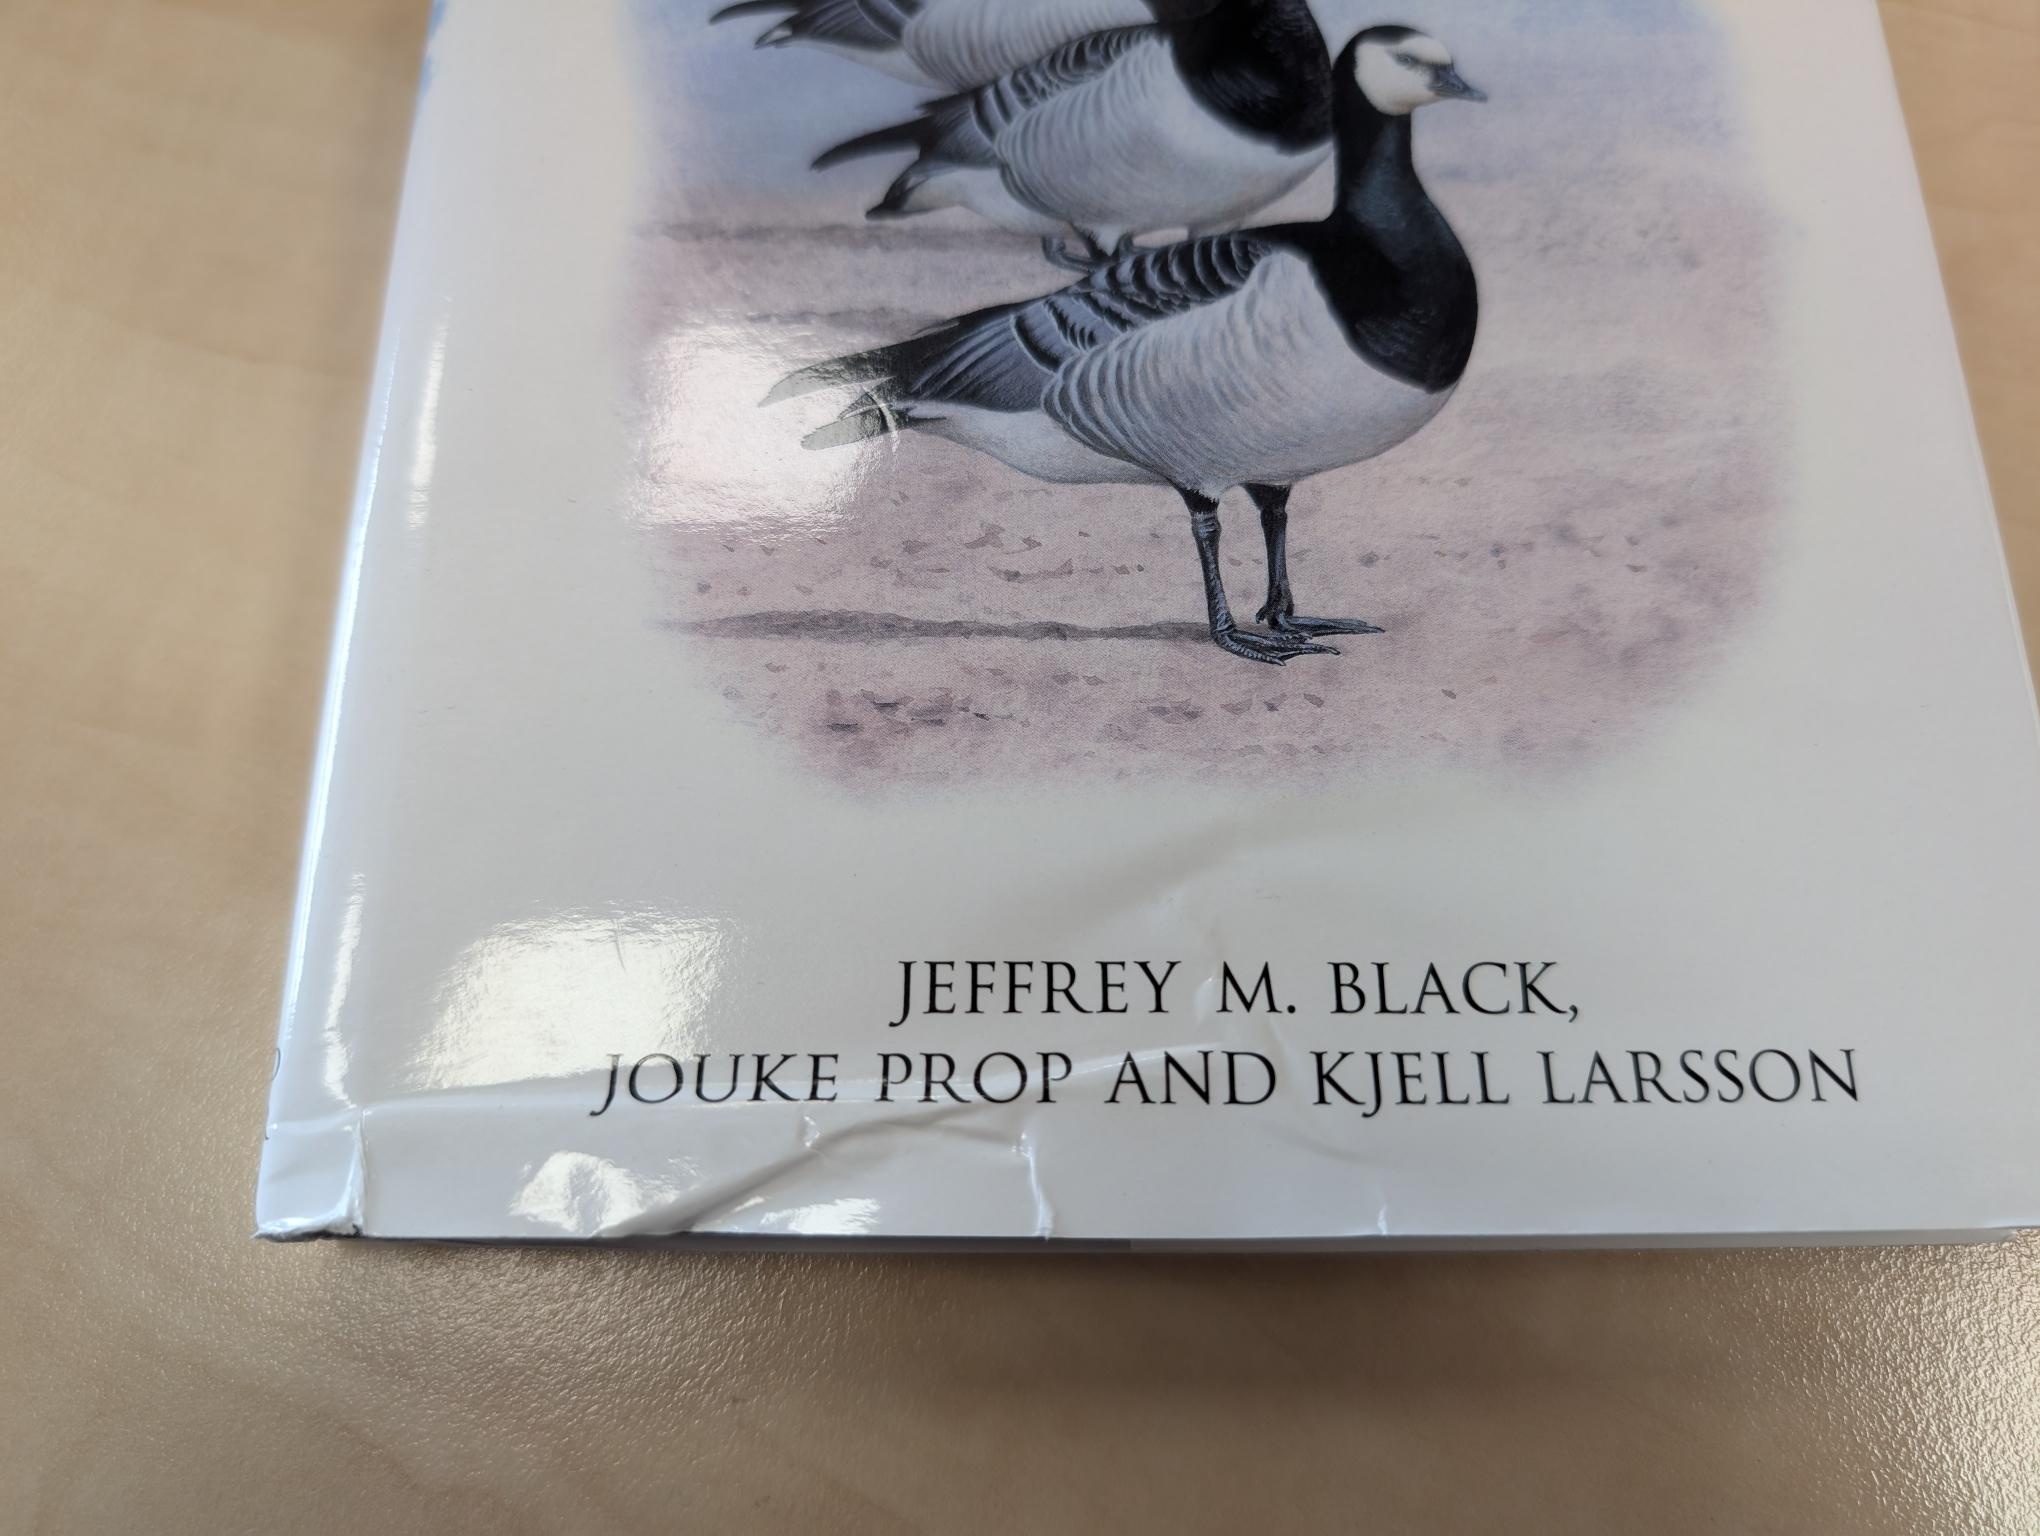 JEFFREY M. BLACK,
JOUKE PROP AND KJELL LARSSON